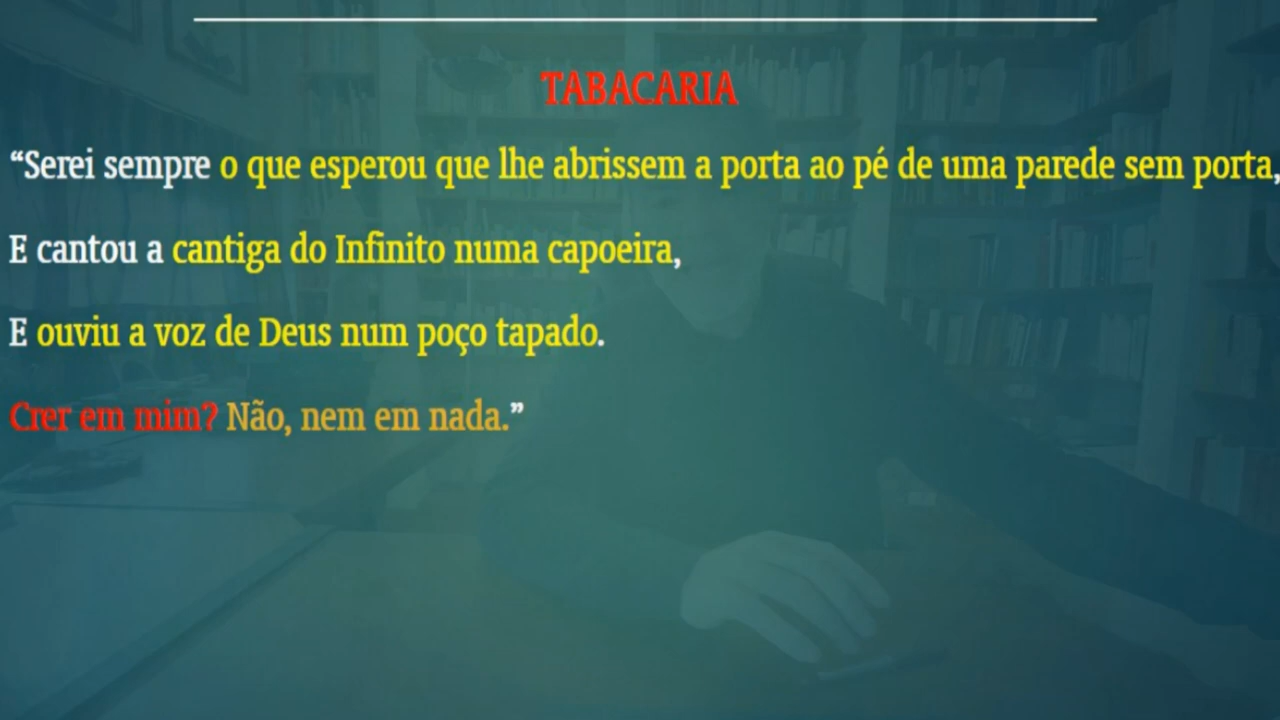 TABACARIA
“Serei sempre o que esperou que lhe abrissem a porta ao pé de uma parede sem porta,
E cantou a cantiga do Infinito numa capoeira,
E ouviu a voz de Deus num poço tapado.
Crer em mim? Não, nem em nada.”